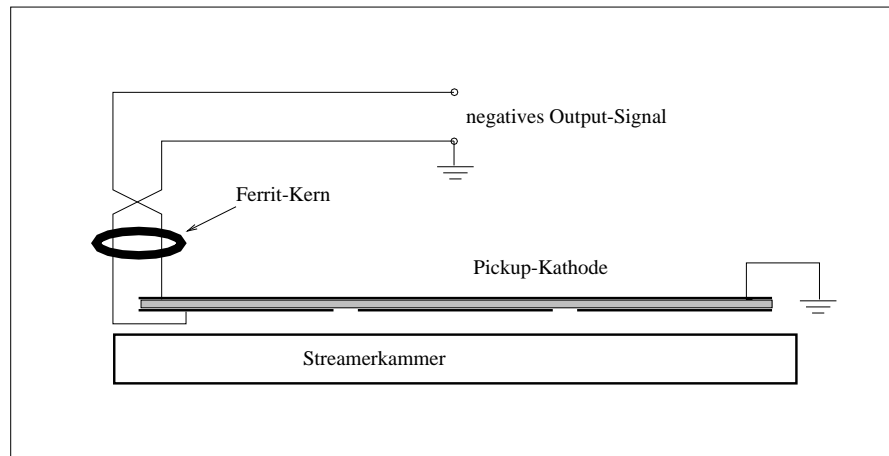 negatives Output-Signal
Ferrit-Kern
Pickup-Kathode
Streamerkammer